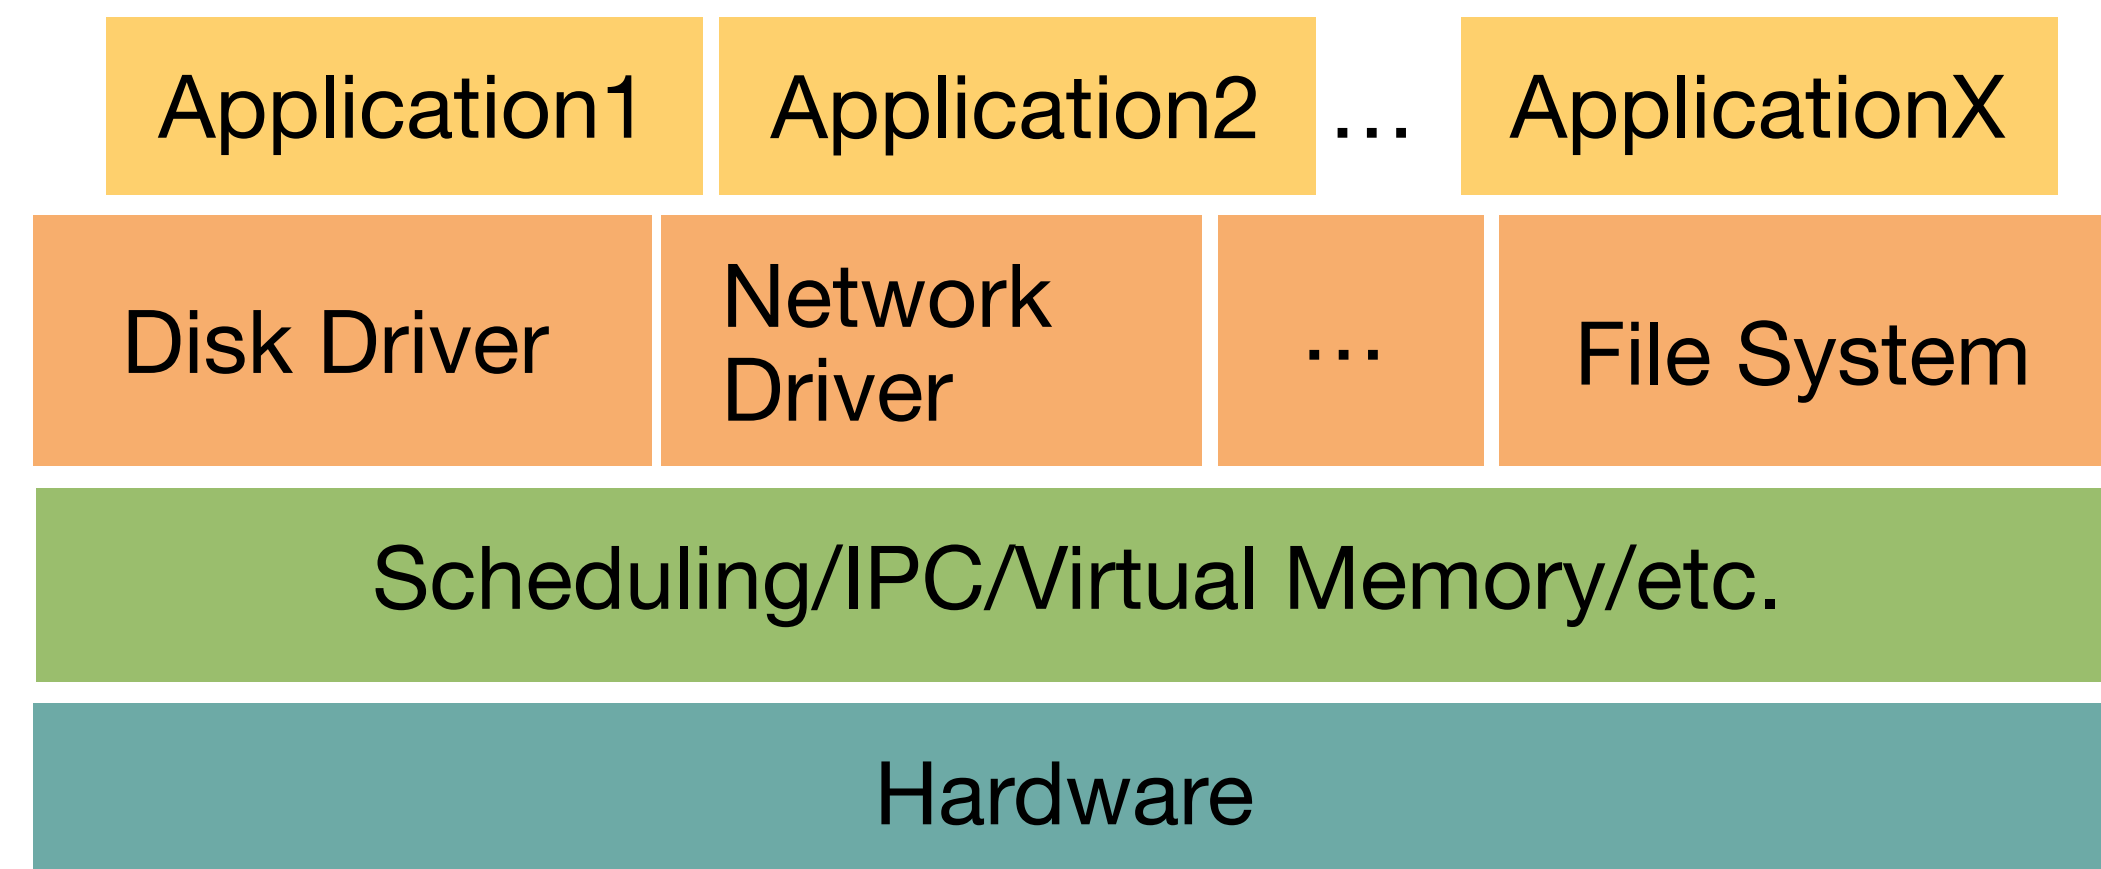 Application1
Application2
...
ApplicationX
Disk Driver
Network
Driver
...
File System
Scheduling/IPC/Virtual Memory/etc.
Hardware